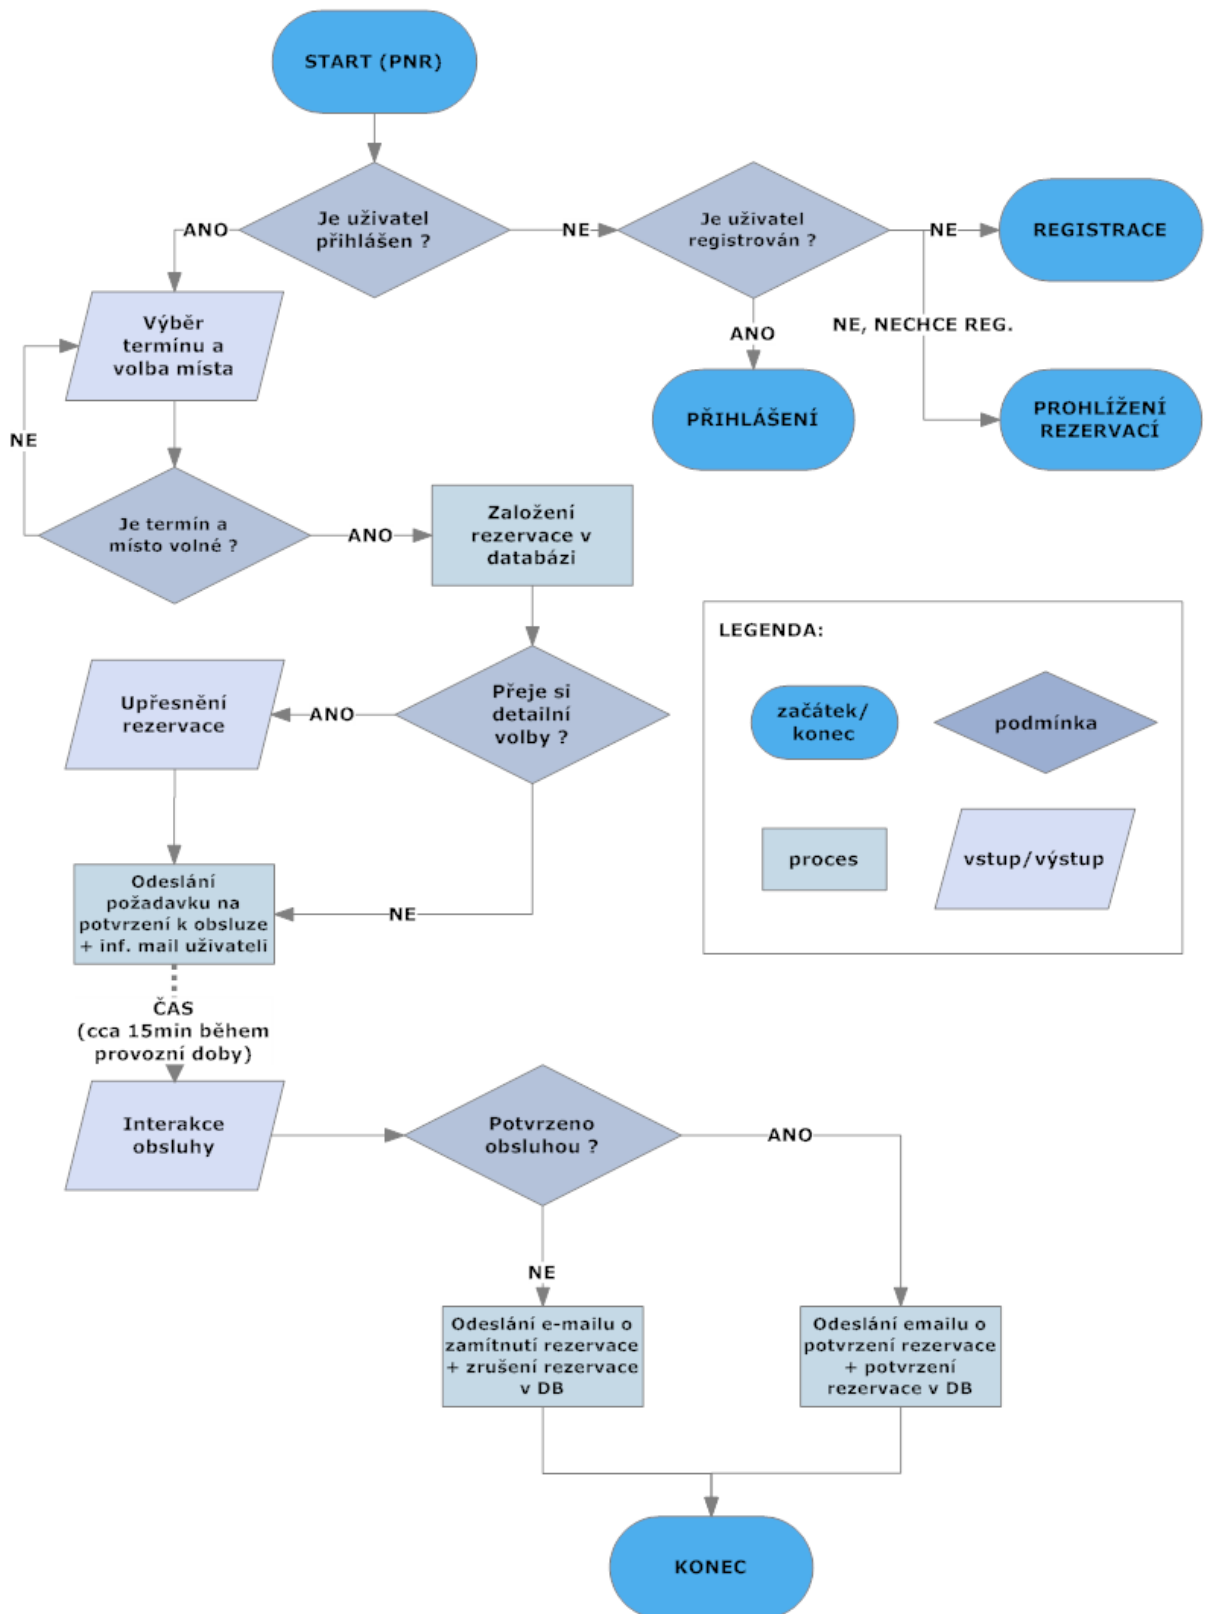 START (PNR)
Je uživatel
přihlášen ?
ANO
NE
Je uživatel
registrován ?
NE
REGISTRACE
Výběr
termínu a
volba místa
ANO
NE, NECHCE REG.
PŘIHLÁŠENÍ
PROHLÍŽENÍ
REZERVACÍ
NE
Je termín a
místo volné ?
ANO
Založení
rezervace v
databázi
LEGENDA:
začátek/
konec
podmínka
proces
vstup/výstup
Upřesnění
rezervace
ANO
Přeje si
detailní
volby ?
Odeslání
požadavku na
potvrzení k obsluze
+ inf. mail uživateli
NE
ČAS
(cca 15min během
provozní doby)
Interakce
obsluhy
Potvrzeno
obsluhou ?
ANO
NE
Odeslání e-mailu o
zamítnutí rezervace
+ zrušení rezervace
v DB
Odeslání emailu o
potvrzení rezervace
+ potvrzení
rezervace v DB
KONEC